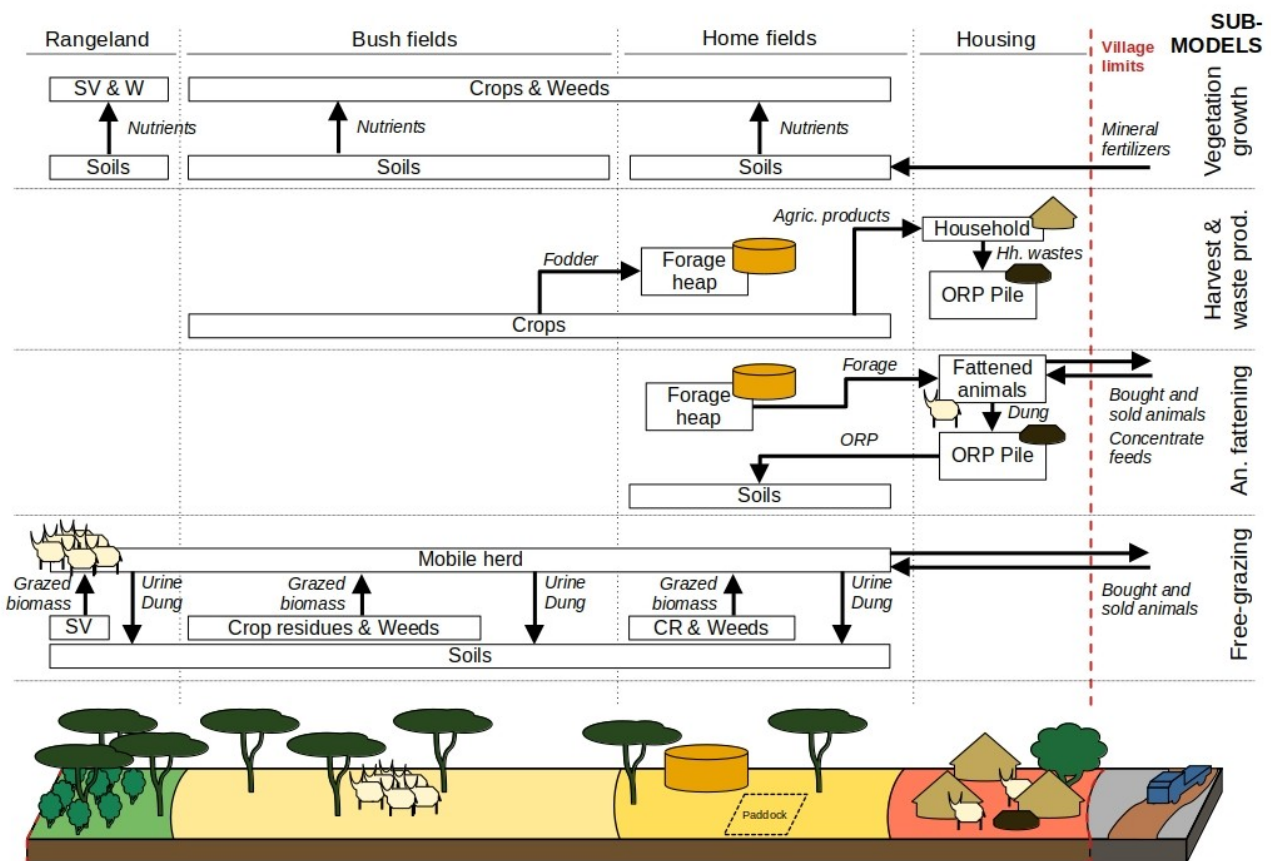 Rangeland
Bush fields
Home fields
Housing
Village
limits
SUB-
MODELS
SV & W
Crops & Weeds
Nutrients
Nutrients
Nutrients
Mineral
fertilizers
Soils
Soils
Soils
Vegetation
growth
Agric. products
Household
Fodder
Forage
heap
Hh. wastes
ORP Pile
Crops
Harvest &
waste prod.
Forage
Fattened
animals
Forage
heap
Dung
Bought and
sold animals
Concentrate
feeds
ORP
ORP Pile
Soils
An. fattening
Mobile herd
Grazed
biomass
Urine
Dung
Grazed
biomass
Urine
Dung
Grazed
biomass
Urine
Dung
Bought and
sold animals
SV
Crop residues & Weeds
CR & Weeds
Soils
Free-grazing
Paddock